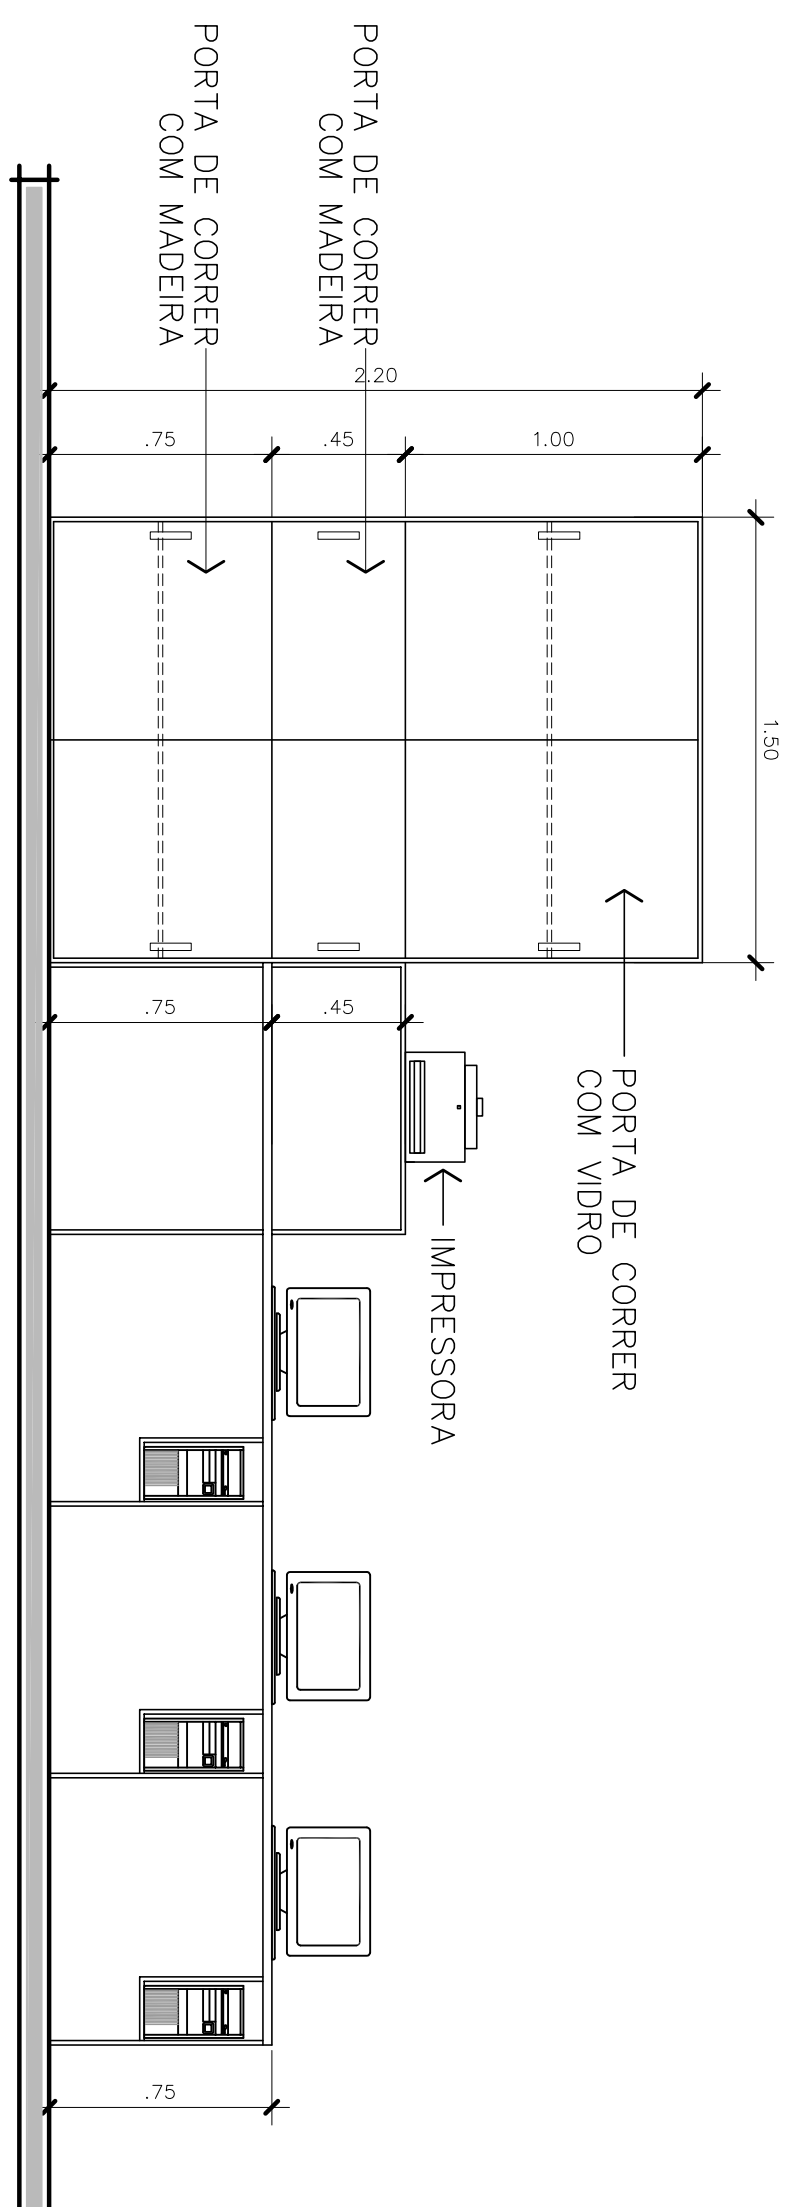 PORTA DE CORRER
COM MADEIRA
PORTA DE CORRER
COM MADEIRA
2.20
.75
.45
1.00
1.50
.75
.45
PORTA DE CORRER
COM VIDRO
IMPRESSORA
.75